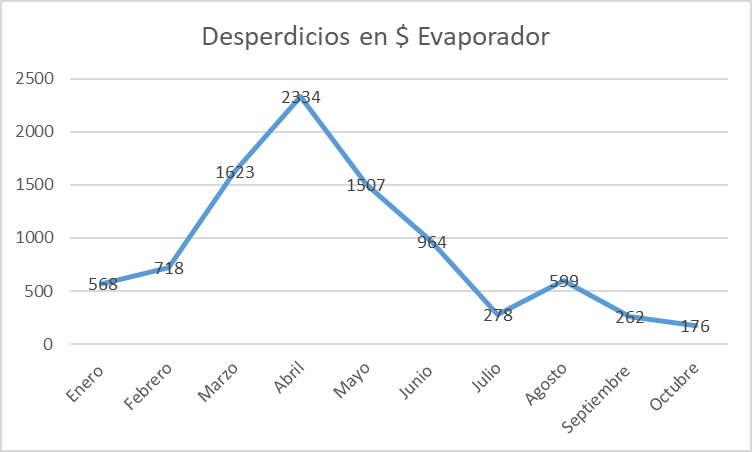 Desperdicios en $ Evaporador
2500
2000
1500
1000
500
0
568
718
1623
2334
1507
964
278
599
262
176
Enero
Febrero
Marzo
Abril
Mayo
Junio
Julio
Agosto
Septiembre
Octubre